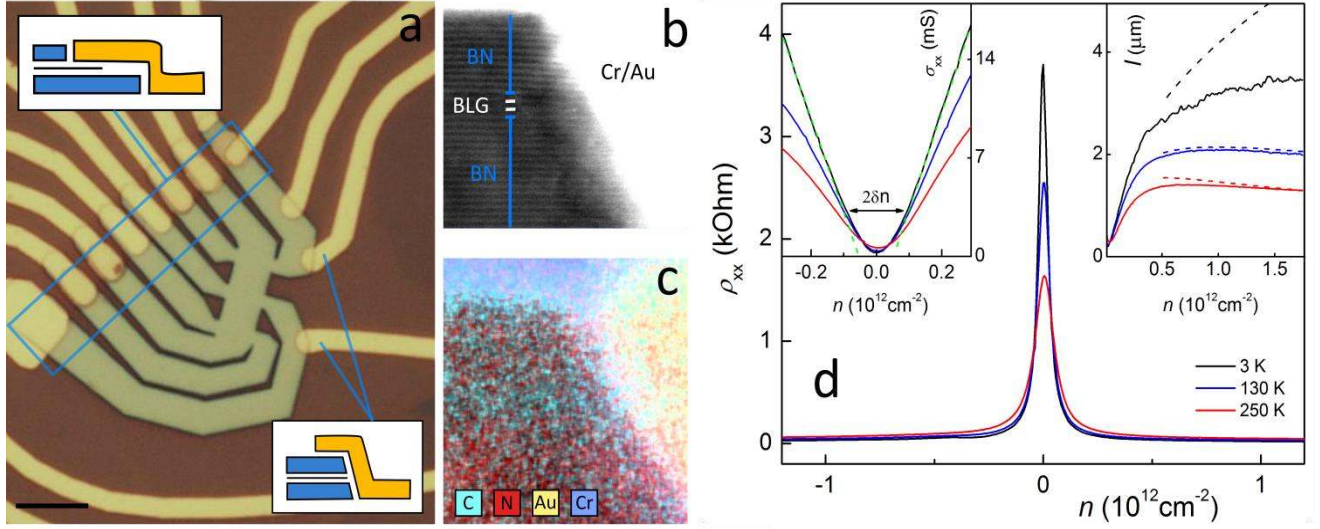 a
b
BN
Cr/Au
BLG
BN
c
C N Au Cr
ρxx (kOhm)
4
3
2
1
0
-1 0 1
n (10¹²cm⁻²)
d
3 K
130 K
250 K
σxx (mS)
14
7
0
2δn
-0.2 0.0 0.2
n (10¹²cm⁻²)
l (μm)
4
2
0
0.5 1.0 1.5
n (10¹²cm⁻²)